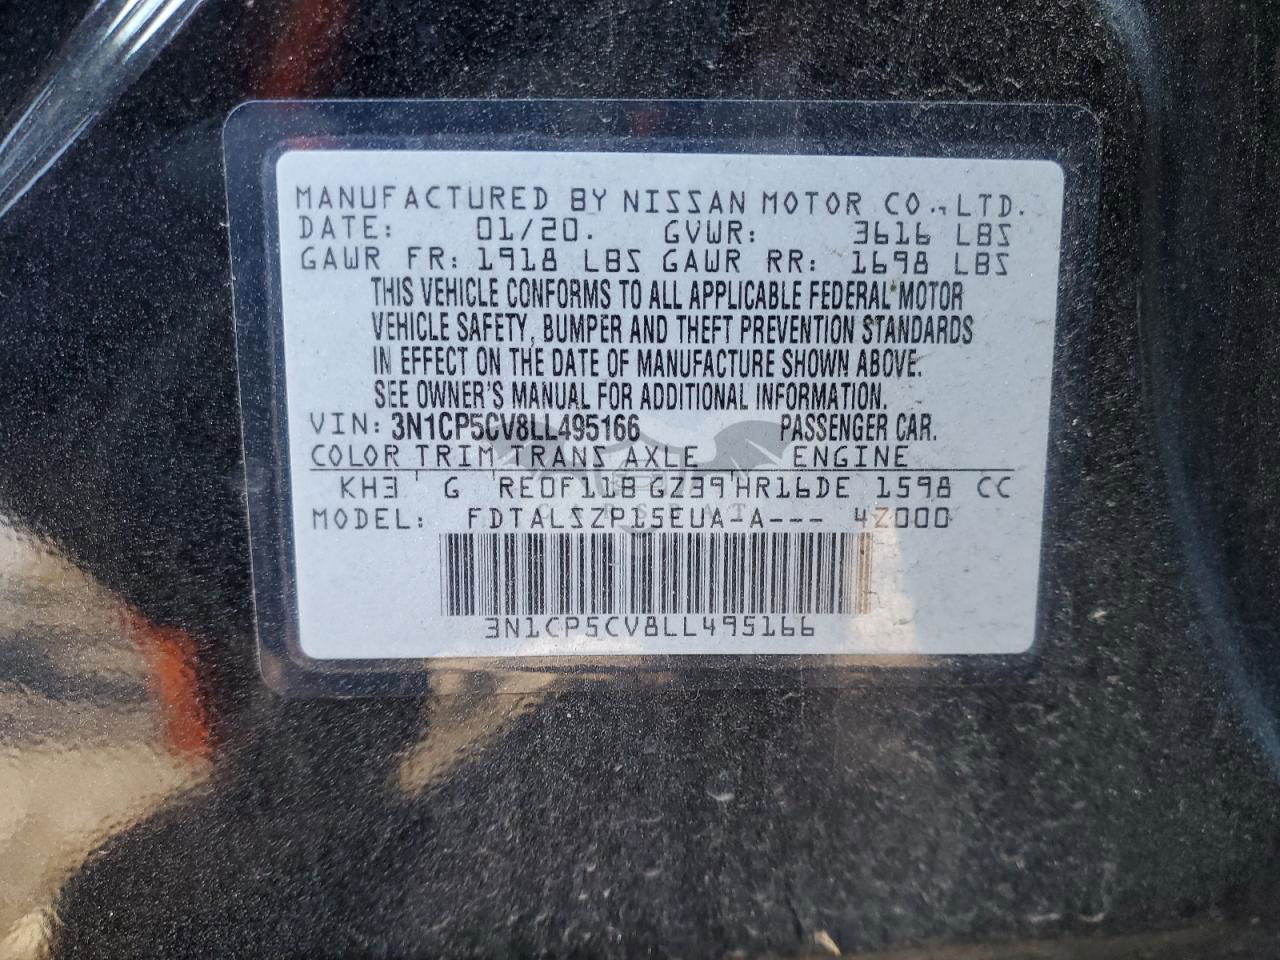 MANUFACTURED BY NISSAN MOTOR CO., LTD.
DATE: 01/20. GVWR: 3616 LBS
GAWR FR: 1918 LBS GAWR RR: 1698 LBS
THIS VEHICLE CONFORMS TO ALL APPLICABLE FEDERAL MOTOR
VEHICLE SAFETY, BUMPER AND THEFT PREVENTION STANDARDS
IN EFFECT ON THE DATE OF MANUFACTURE SHOWN ABOVE.
SEE OWNER'S MANUAL FOR ADDITIONAL INFORMATION.
VIN: 3N1CP5CV8LL495166 PASSENGER CAR.
COLOR TRIM TRANS AXLE ENGINE
KH3 G RE0F11B GZ39 HR16DE 1598 CC
MODEL: FDTALSZP15EUA-A--- 4Z000
3N1CP5CV8LL495166